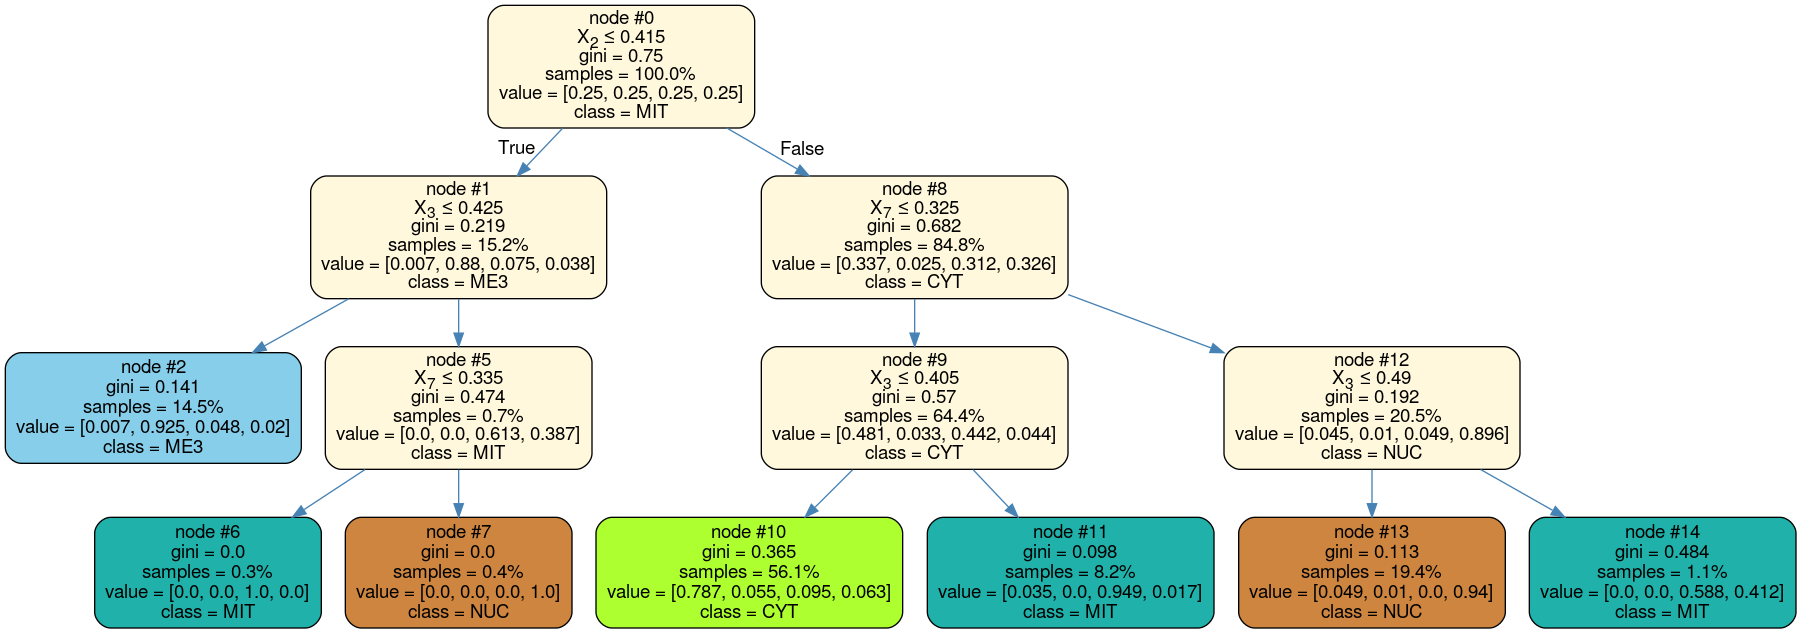 node #0
X2 ≤ 0.415
gini = 0.75
samples = 100.0%
value = [0.25, 0.25, 0.25, 0.25]
class = MIT
True
False
node #1
X3 ≤ 0.425
gini = 0.219
samples = 15.2%
value = [0.007, 0.88, 0.075, 0.038]
class = ME3
node #8
X7 ≤ 0.325
gini = 0.682
samples = 84.8%
value = [0.337, 0.025, 0.312, 0.326]
class = CYT
node #2
gini = 0.141
samples = 14.5%
value = [0.007, 0.925, 0.048, 0.02]
class = ME3
node #5
X7 ≤ 0.335
gini = 0.474
samples = 0.7%
value = [0.0, 0.0, 0.613, 0.387]
class = MIT
node #9
X3 ≤ 0.405
gini = 0.57
samples = 64.4%
value = [0.481, 0.033, 0.442, 0.044]
class = CYT
node #12
X3 ≤ 0.49
gini = 0.192
samples = 20.5%
value = [0.045, 0.01, 0.049, 0.896]
class = NUC
node #6
gini = 0.0
samples = 0.3%
value = [0.0, 0.0, 1.0, 0.0]
class = MIT
node #7
gini = 0.0
samples = 0.4%
value = [0.0, 0.0, 0.0, 1.0]
class = NUC
node #10
gini = 0.365
samples = 56.1%
value = [0.787, 0.055, 0.095, 0.063]
class = CYT
node #11
gini = 0.098
samples = 8.2%
value = [0.035, 0.0, 0.949, 0.017]
class = MIT
node #13
gini = 0.113
samples = 19.4%
value = [0.049, 0.01, 0.0, 0.94]
class = NUC
node #14
gini = 0.484
samples = 1.1%
value = [0.0, 0.0, 0.588, 0.412]
class = MIT